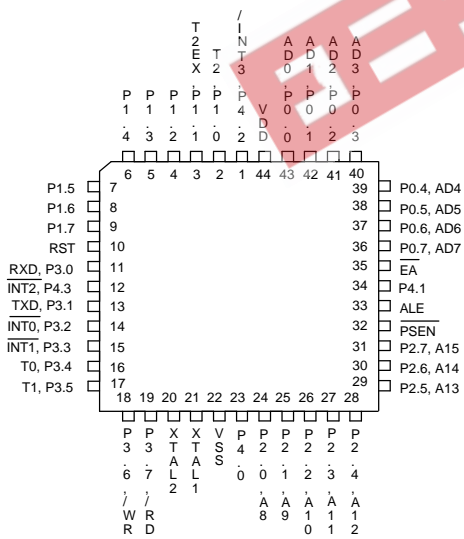 T2EX, P1.1
T2, P1.0
/INT3, P4.2
AD0, P0.0
AD1, P0.1
AD2, P0.2
AD3, P0.3
P1.4
P1.3
P1.2
VDD
6 5 4 3 2 1 44 43 42 41 40
P1.5 7
P1.6 8
P1.7 9
RST 10
RXD, P3.0 11
INT2, P4.3 12
TXD, P3.1 13
INT0, P3.2 14
INT1, P3.3 15
T0, P3.4 16
T1, P3.5 17
39 P0.4, AD4
38 P0.5, AD5
37 P0.6, AD6
36 P0.7, AD7
35 EA
34 P4.1
33 ALE
32 PSEN
31 P2.7, A15
30 P2.6, A14
29 P2.5, A13
18 19 20 21 22 23 24 25 26 27 28
P3.6, /WR
P3.7, /RD
XTAL2
XTAL1
VSS
P4.0
P2.0, A8
P2.1, A9
P2.2, A10
P2.3, A11
P2.4, A12